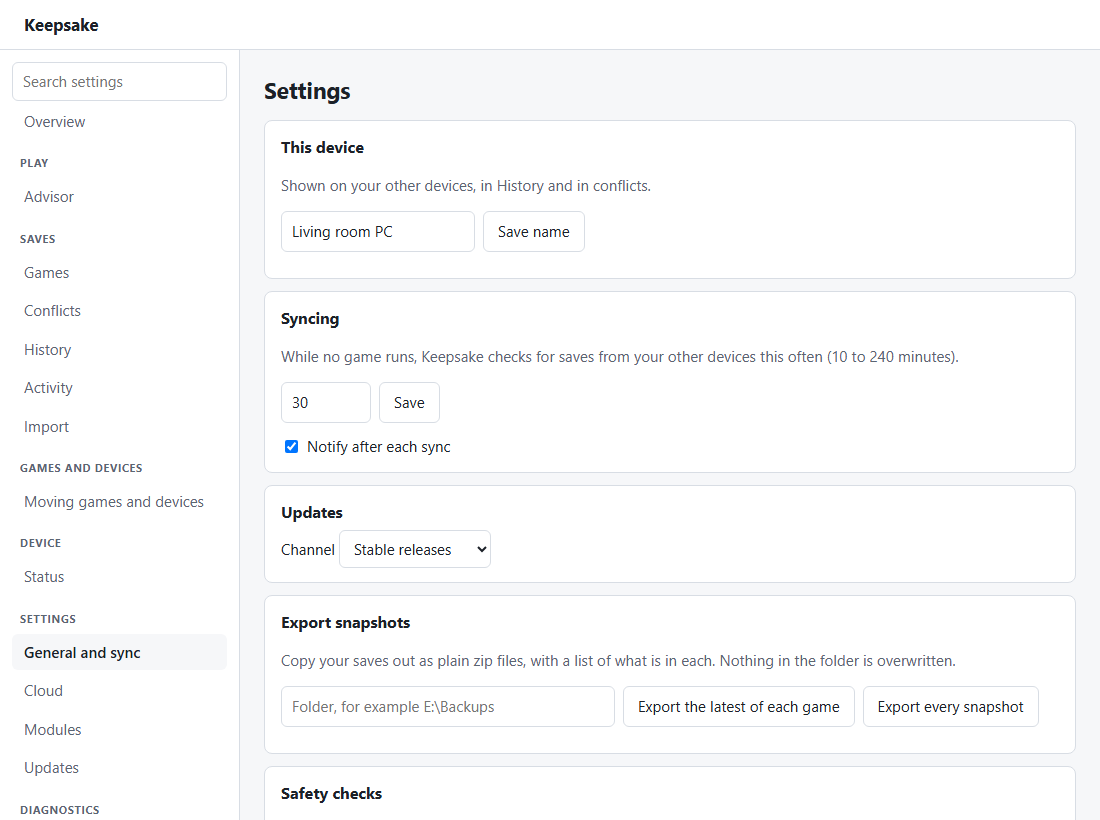 Keepsake
Search settings
Overview
PLAY
Advisor
SAVES
Games
Conflicts
History
Activity
Import
GAMES AND DEVICES
Moving games and devices
DEVICE
Status
SETTINGS
General and sync
Cloud
Modules
Updates
DIAGNOSTICS
Settings
This device
Shown on your other devices, in History and in conflicts.
Living room PC
Save name
Syncing
While no game runs, Keepsake checks for saves from your other devices this often (10 to 240 minutes).
30
Save
Notify after each sync
Updates
Channel
Stable releases
Export snapshots
Copy your saves out as plain zip files, with a list of what is in each. Nothing in the folder is overwritten.
Folder, for example E:\Backups
Export the latest of each game
Export every snapshot
Safety checks